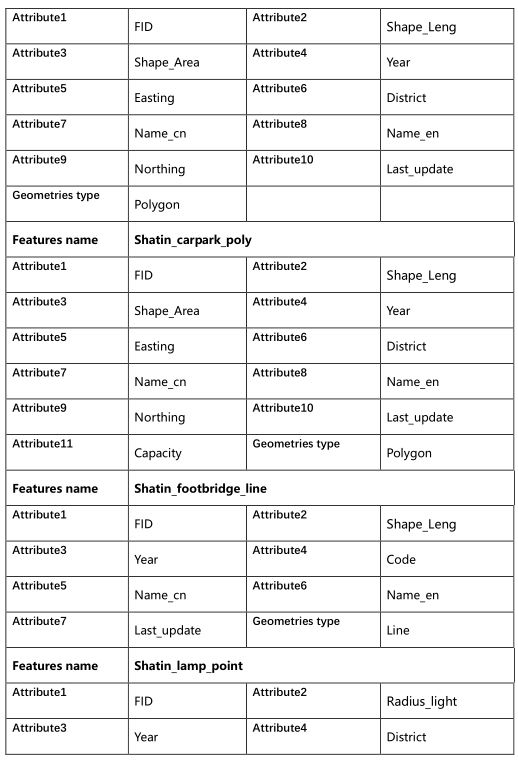 Attribute1 FID Attribute2 Shape_Leng
Attribute3 Shape_Area Attribute4 Year
Attribute5 Easting Attribute6 District
Attribute7 Name_cn Attribute8 Name_en
Attribute9 Northing Attribute10 Last_update
Geometries type Polygon
Features name Shatin_carpark_poly
Attribute1 FID Attribute2 Shape_Leng
Attribute3 Shape_Area Attribute4 Year
Attribute5 Easting Attribute6 District
Attribute7 Name_cn Attribute8 Name_en
Attribute9 Northing Attribute10 Last_update
Attribute11 Capacity Geometries type Polygon
Features name Shatin_footbridge_line
Attribute1 FID Attribute2 Shape_Leng
Attribute3 Year Attribute4 Code
Attribute5 Name_cn Attribute6 Name_en
Attribute7 Last_update Geometries type Line
Features name Shatin_lamp_point
Attribute1 FID Attribute2 Radius_light
Attribute3 Year Attribute4 District